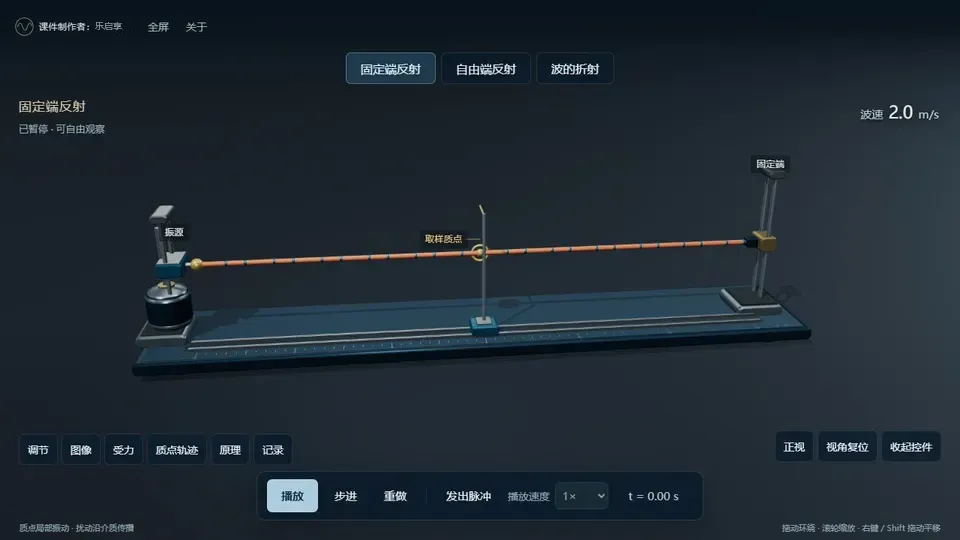 课件制作者：乐启享 全屏 关于
固定端反射 自由端反射 波的折射
固定端反射
已暂停 · 可自由观察
波速 2.0 m/s
固定端
振源
取样质点
调节 图像 受力 质点轨迹 原理 记录
正视 视角复位 收起控件
播放 步进 重做 发出脉冲 播放速度 1× t = 0.00 s
质点局部振动 · 扰动沿介质传播
拖动环绕 · 滚轮缩放 · 右键 / Shift 拖动平移